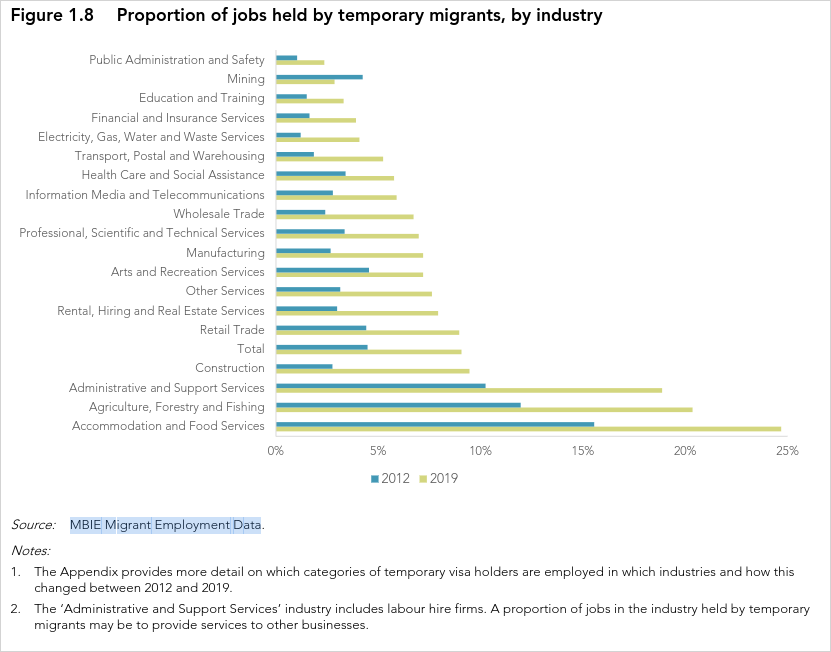 Figure 1.8 Proportion of jobs held by temporary migrants, by industry
Public Administration and Safety
Mining
Education and Training
Financial and Insurance Services
Electricity, Gas, Water and Waste Services
Transport, Postal and Warehousing
Health Care and Social Assistance
Information Media and Telecommunications
Wholesale Trade
Professional, Scientific and Technical Services
Manufacturing
Arts and Recreation Services
Other Services
Rental, Hiring and Real Estate Services
Retail Trade
Total
Construction
Administrative and Support Services
Agriculture, Forestry and Fishing
Accommodation and Food Services
0% 5% 10% 15% 20% 25%
2012 2019
Source: MBIE Migrant Employment Data.
Notes:
1. The Appendix provides more detail on which categories of temporary visa holders are employed in which industries and how this
changed between 2012 and 2019.
2. The ‘Administrative and Support Services’ industry includes labour hire firms. A proportion of jobs in the industry held by temporary
migrants may be to provide services to other businesses.